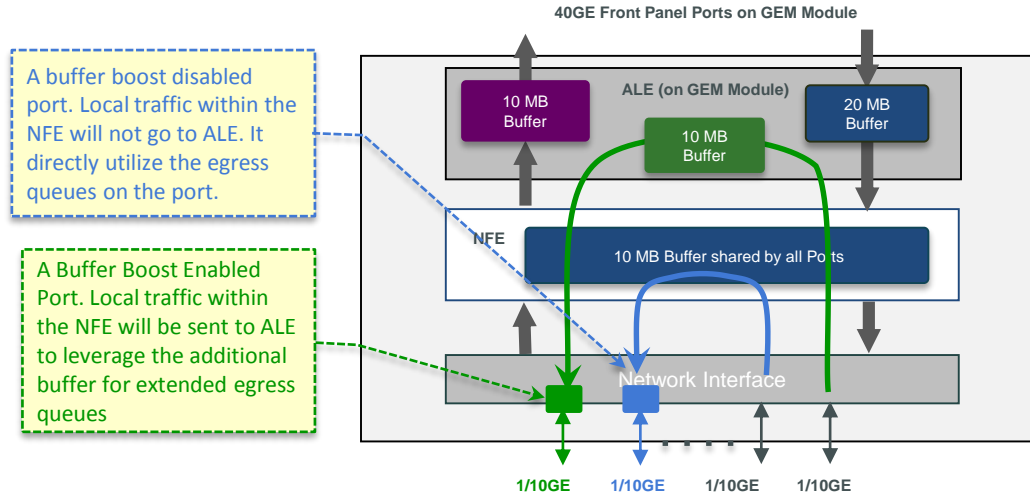 40GE Front Panel Ports on GEM Module
A buffer boost disabled
port. Local traffic within the
NFE will not go to ALE. It
directly utilize the egress
queues on the port.
ALE (on GEM Module)
10 MB
Buffer
10 MB
Buffer
20 MB
Buffer
NFE
10 MB Buffer shared by all Ports
A Buffer Boost Enabled
Port. Local traffic within
the NFE will be sent to ALE
to leverage the additional
buffer for extended egress
queues
Network Interface
1/10GE
1/10GE
1/10GE
1/10GE